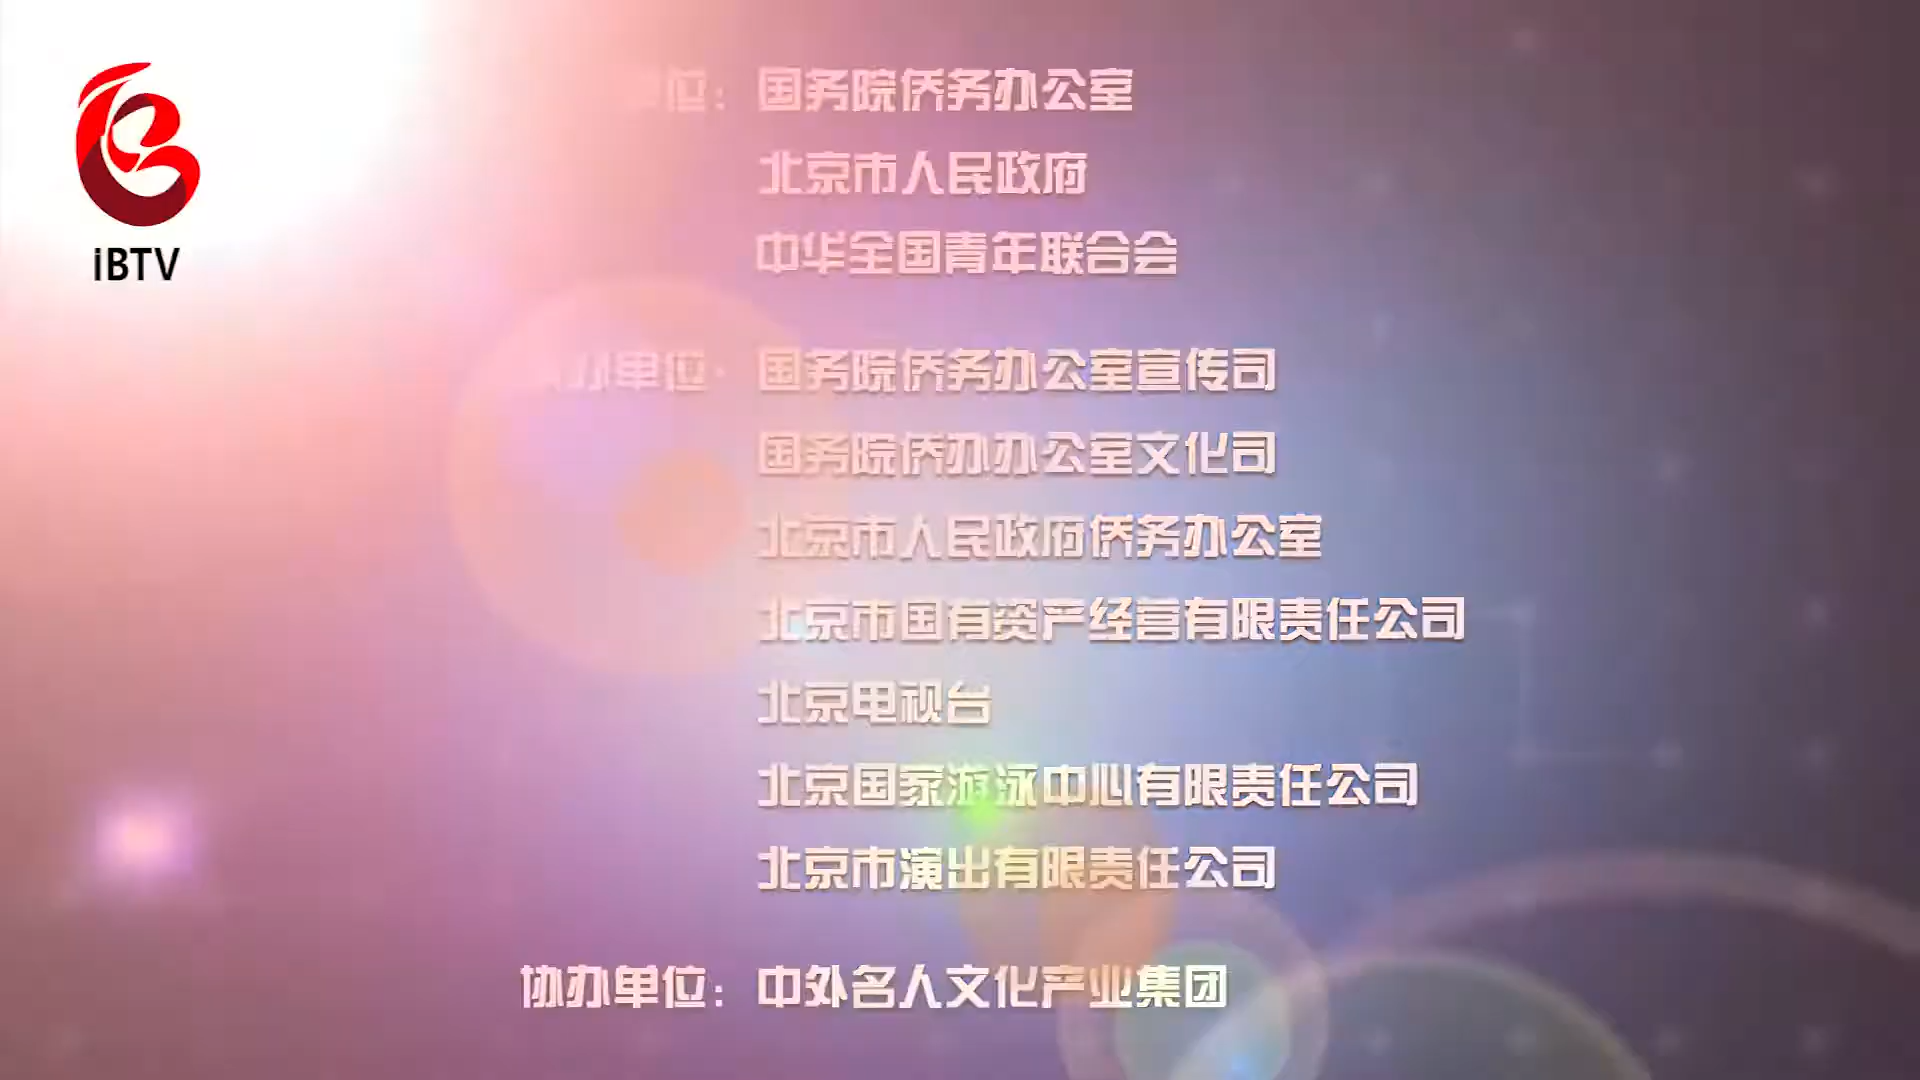 iBTV
单位：国务院侨务办公室
北京市人民政府
中华全国青年联合会
办单位：国务院侨务办公室宣传司
国务院侨办办公室文化司
北京市人民政府侨务办公室
北京市国有资产经营有限责任公司
北京电视台
北京国家游泳中心有限责任公司
北京市演出有限责任公司
协办单位：中外名人文化产业集团